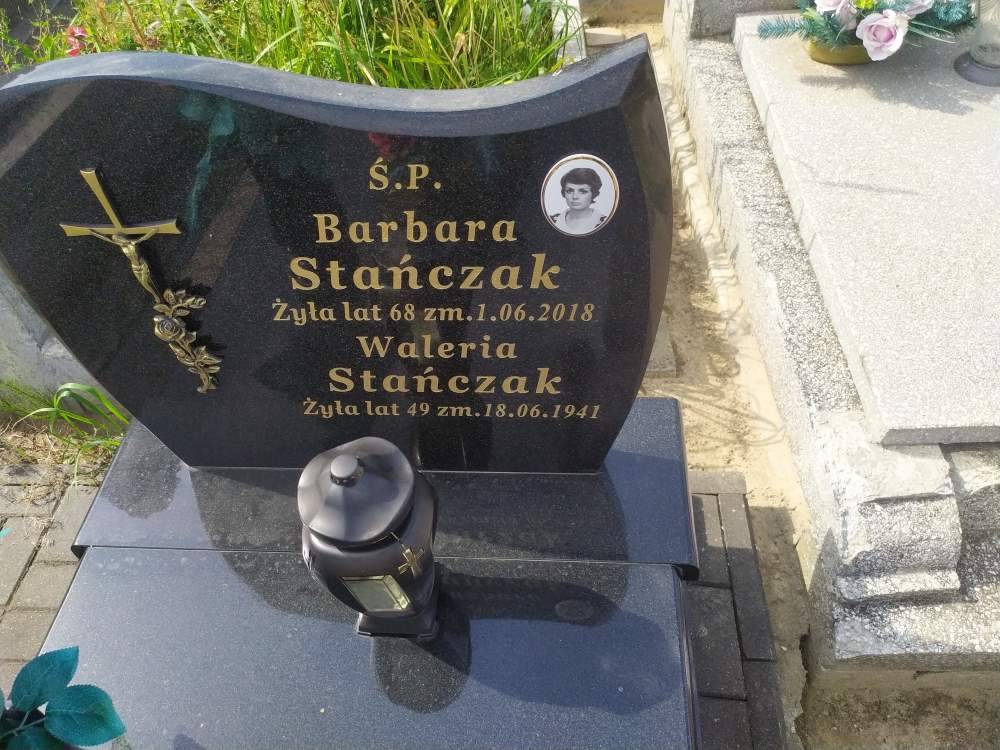 Ś.P.
Barbara
Stańczak
Żyła lat 68 zm.1.06.2018
Waleria
Stańczak
Żyła lat 49 zm.18.06.1941